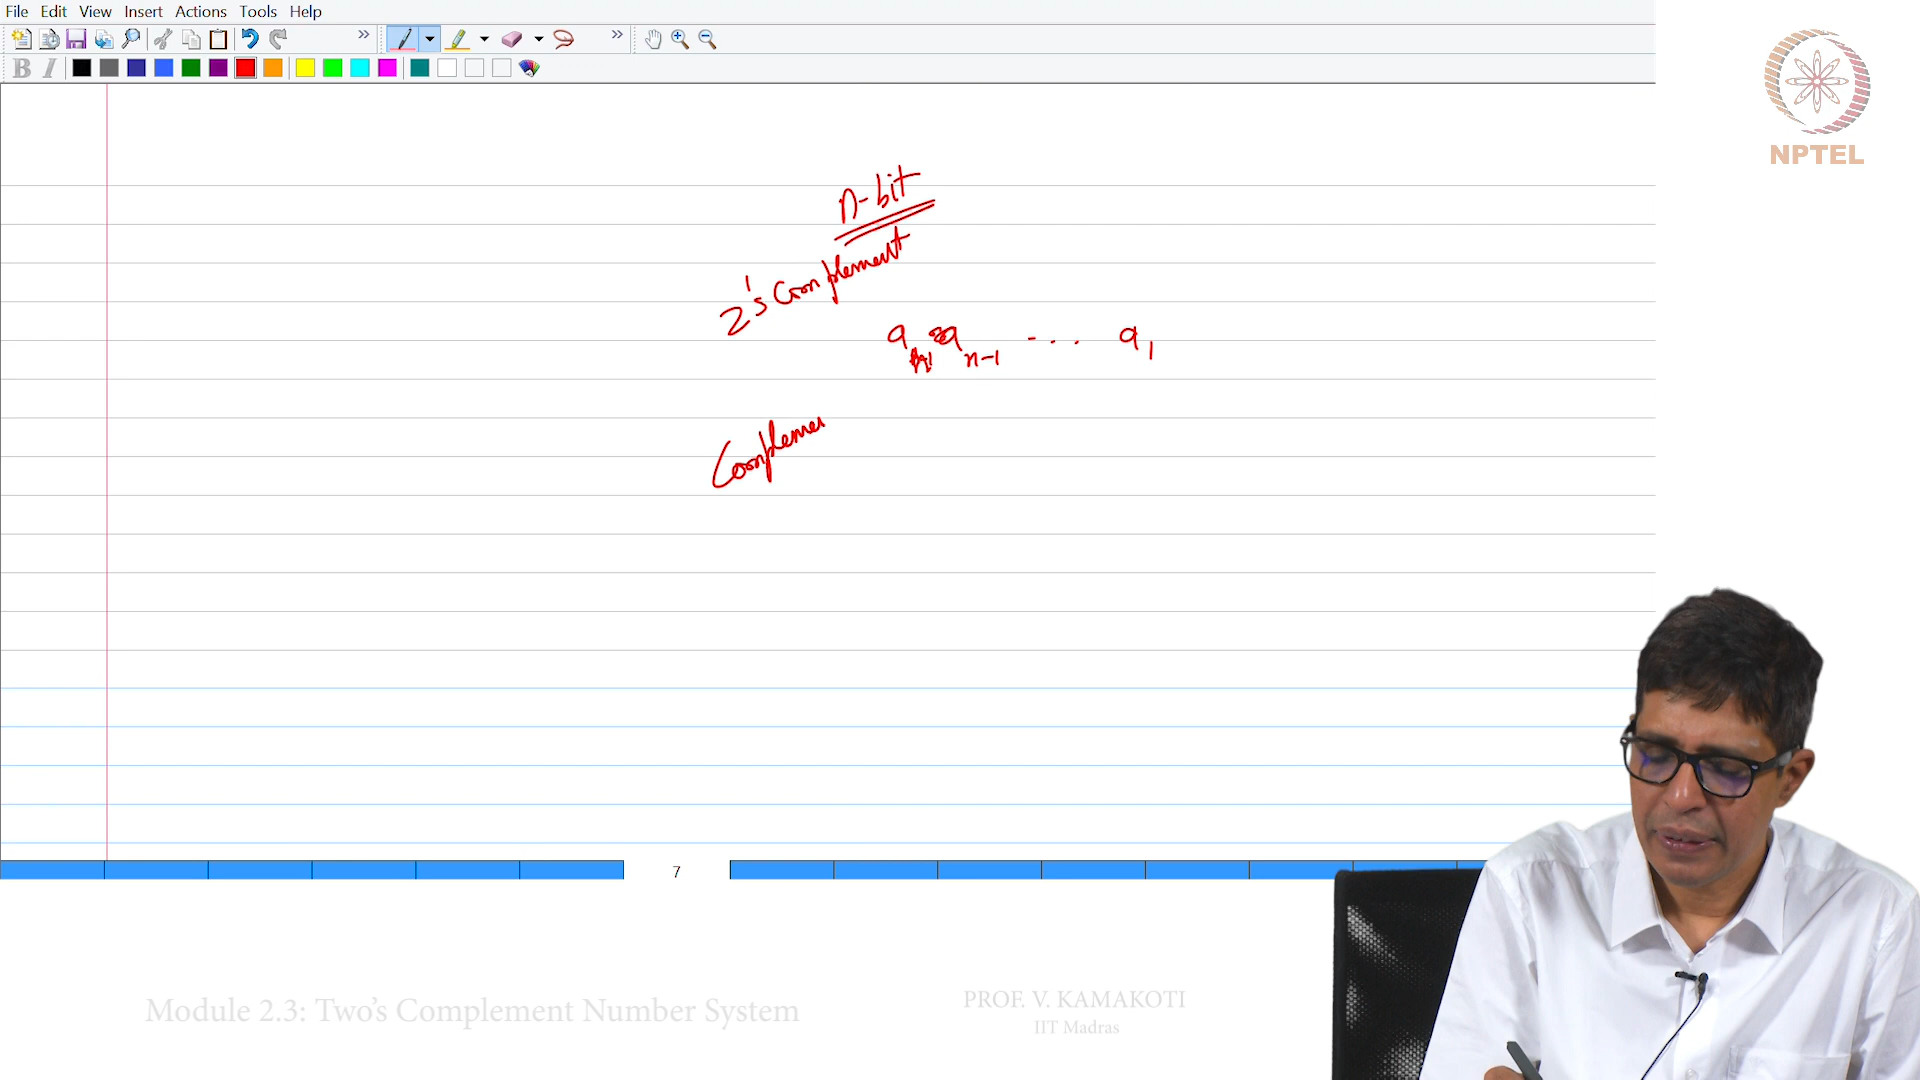 File Edit View Insert Actions Tools Help
B I
NPTEL
n-bit
2's Complement
a n-1 ... a1
Complemen
7
Module 2.3: Two's Complement Number System
PROF. V. KAMAKOTI
IIT Madras